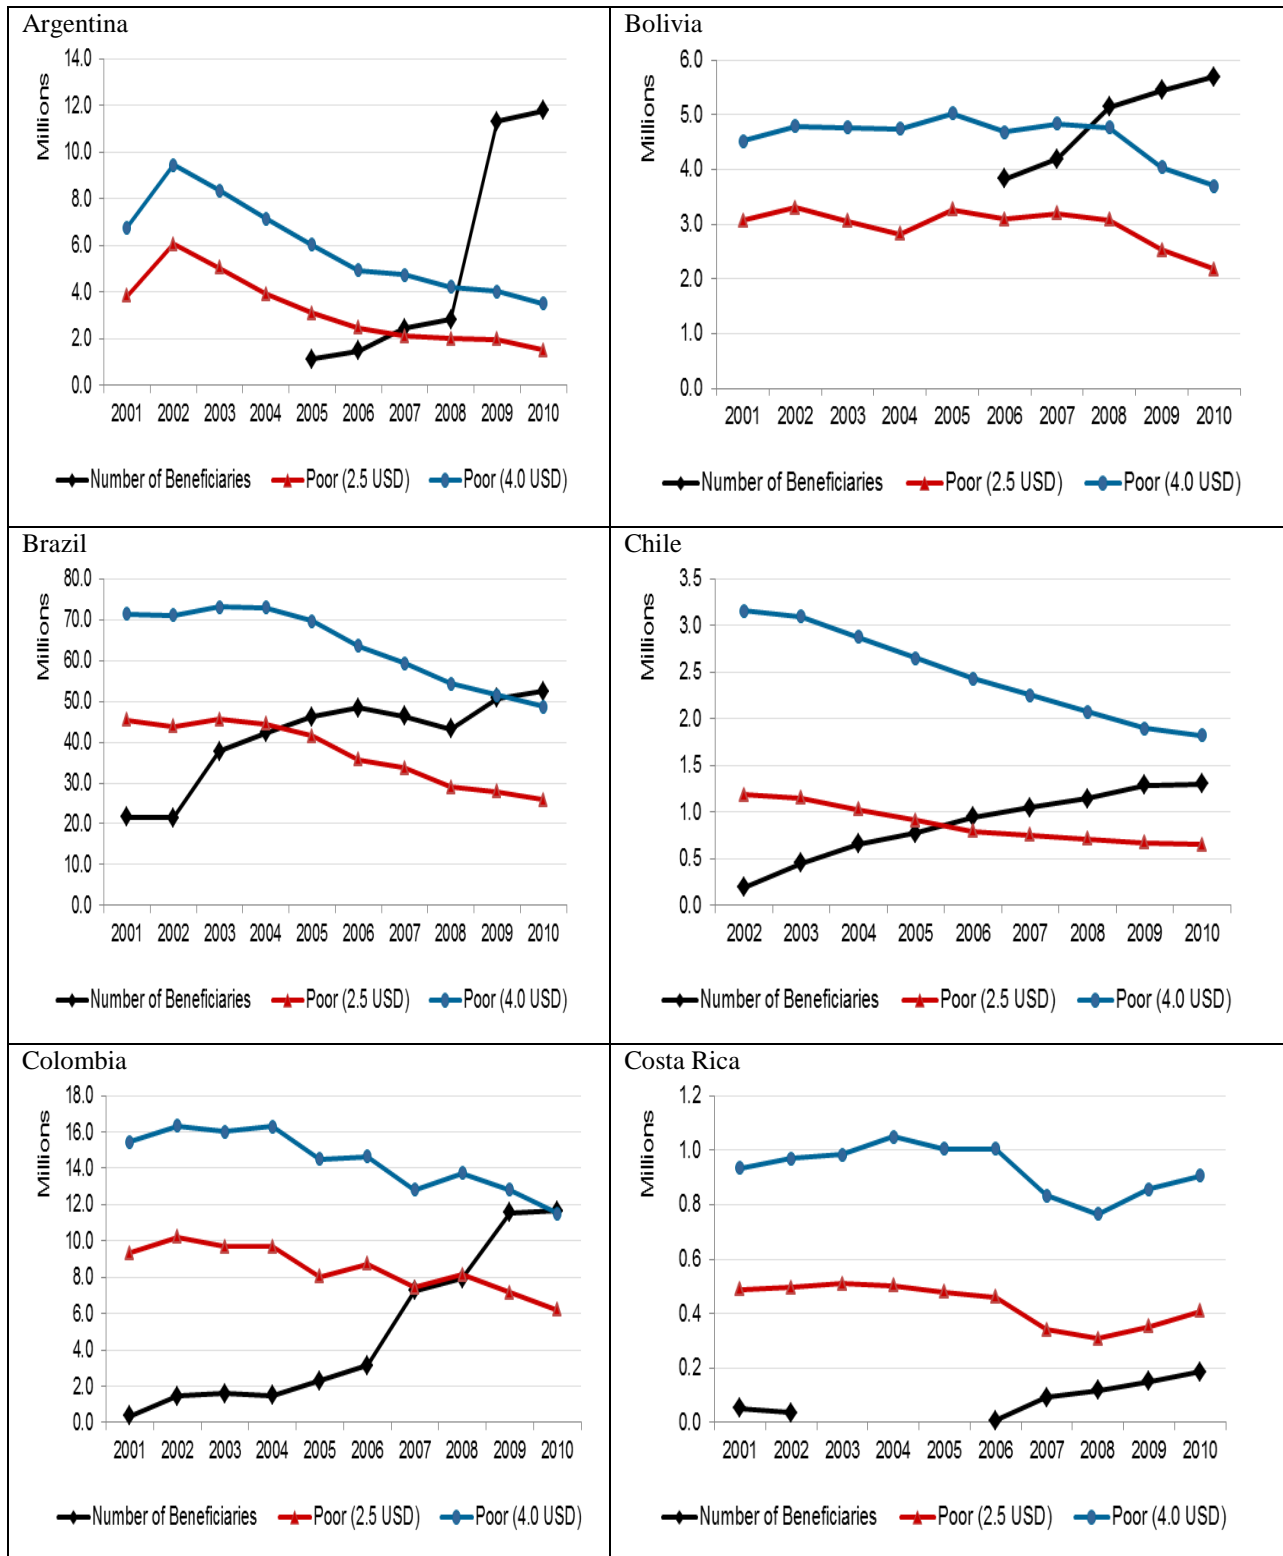 Argentina
Millions
14.0
12.0
10.0
8.0
6.0
4.0
2.0
0.0
2001 2002 2003 2004 2005 2006 2007 2008 2009 2010
Number of Beneficiaries Poor (2.5 USD) Poor (4.0 USD)
Bolivia
Millions
6.0
5.0
4.0
3.0
2.0
1.0
0.0
2001 2002 2003 2004 2005 2006 2007 2008 2009 2010
Number of Beneficiaries Poor (2.5 USD) Poor (4.0 USD)
Brazil
Millions
80.0
70.0
60.0
50.0
40.0
30.0
20.0
10.0
0.0
2001 2002 2003 2004 2005 2006 2007 2008 2009 2010
Number of Beneficiaries Poor (2.5 USD) Poor (4.0 USD)
Chile
Millions
3.5
3.0
2.5
2.0
1.5
1.0
0.5
0.0
2002 2003 2004 2005 2006 2007 2008 2009 2010
Number of Beneficiaries Poor (2.5 USD) Poor (4.0 USD)
Colombia
Millions
18.0
16.0
14.0
12.0
10.0
8.0
6.0
4.0
2.0
0.0
2001 2002 2003 2004 2005 2006 2007 2008 2009 2010
Number of Beneficiaries Poor (2.5 USD) Poor (4.0 USD)
Costa Rica
Millions
1.2
1.0
0.8
0.6
0.4
0.2
0.0
2001 2002 2003 2004 2005 2006 2007 2008 2009 2010
Number of Beneficiaries Poor (2.5 USD) Poor (4.0 USD)